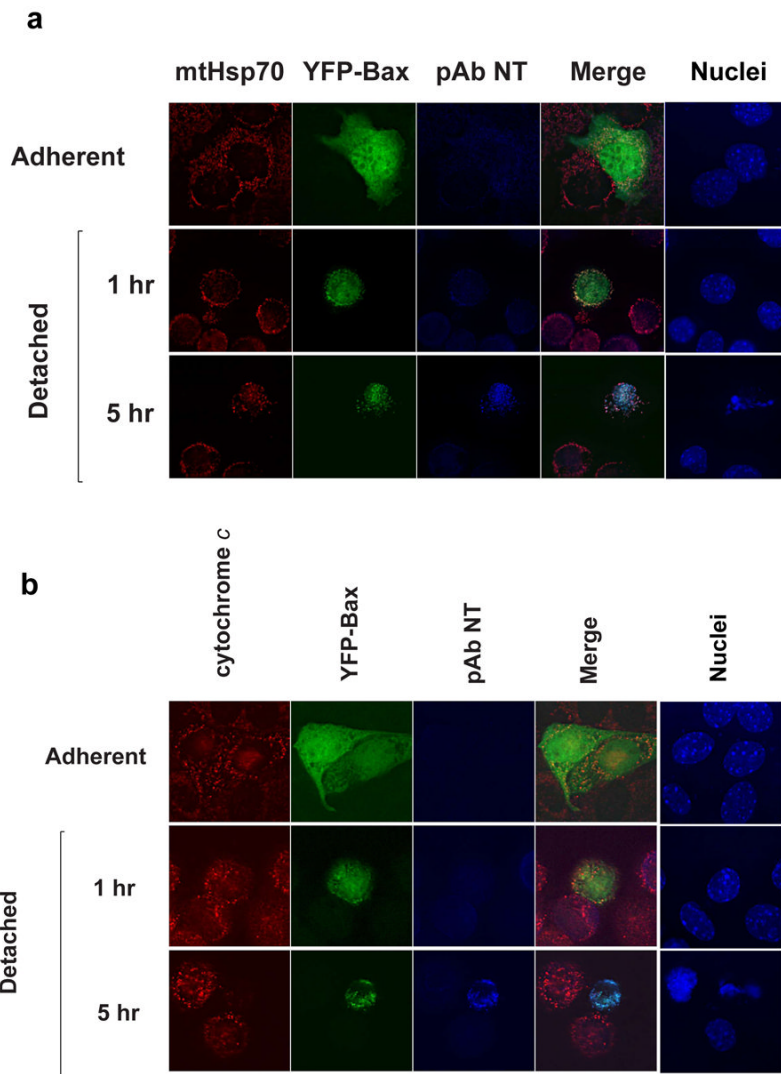 a
mtHsp70 YFP-Bax pAb NT Merge Nuclei
Adherent
Detached
1 hr
5 hr
b
cytochrome c
YFP-Bax
pAb NT
Merge
Nuclei
Adherent
Detached
1 hr
5 hr